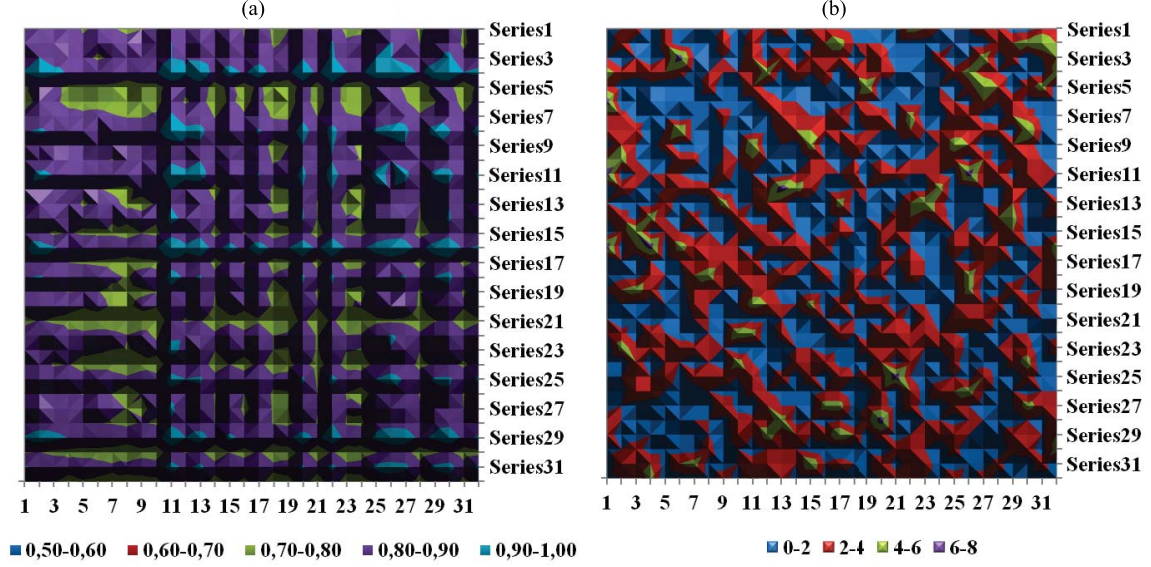 (a)
Series1
Series3
Series5
Series7
Series9
Series11
Series13
Series15
Series17
Series19
Series21
Series23
Series25
Series27
Series29
Series31
1 3 5 7 9 11 13 15 17 19 21 23 25 27 29 31
0,50-0,60 0,60-0,70 0,70-0,80 0,80-0,90 0,90-1,00
(b)
Series1
Series3
Series5
Series7
Series9
Series11
Series13
Series15
Series17
Series19
Series21
Series23
Series25
Series27
Series29
Series31
1 3 5 7 9 11 13 15 17 19 21 23 25 27 29 31
0-2 2-4 4-6 6-8